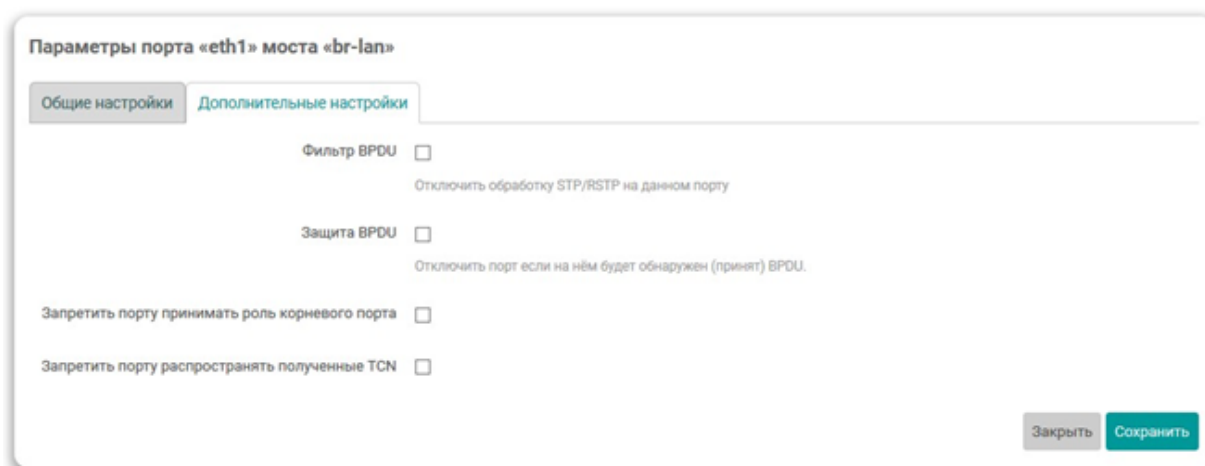 Параметры порта «eth1» моста «br-lan»
Общие настройки
Дополнительные настройки
Фильтр BPDU
Отключить обработку STP/RSTP на данном порту
Защита BPDU
Отключить порт если на нём будет обнаружен (принят) BPDU.
Запретить порту принимать роль корневого порта
Запретить порту распространять полученные TCN
Закрыть
Сохранить